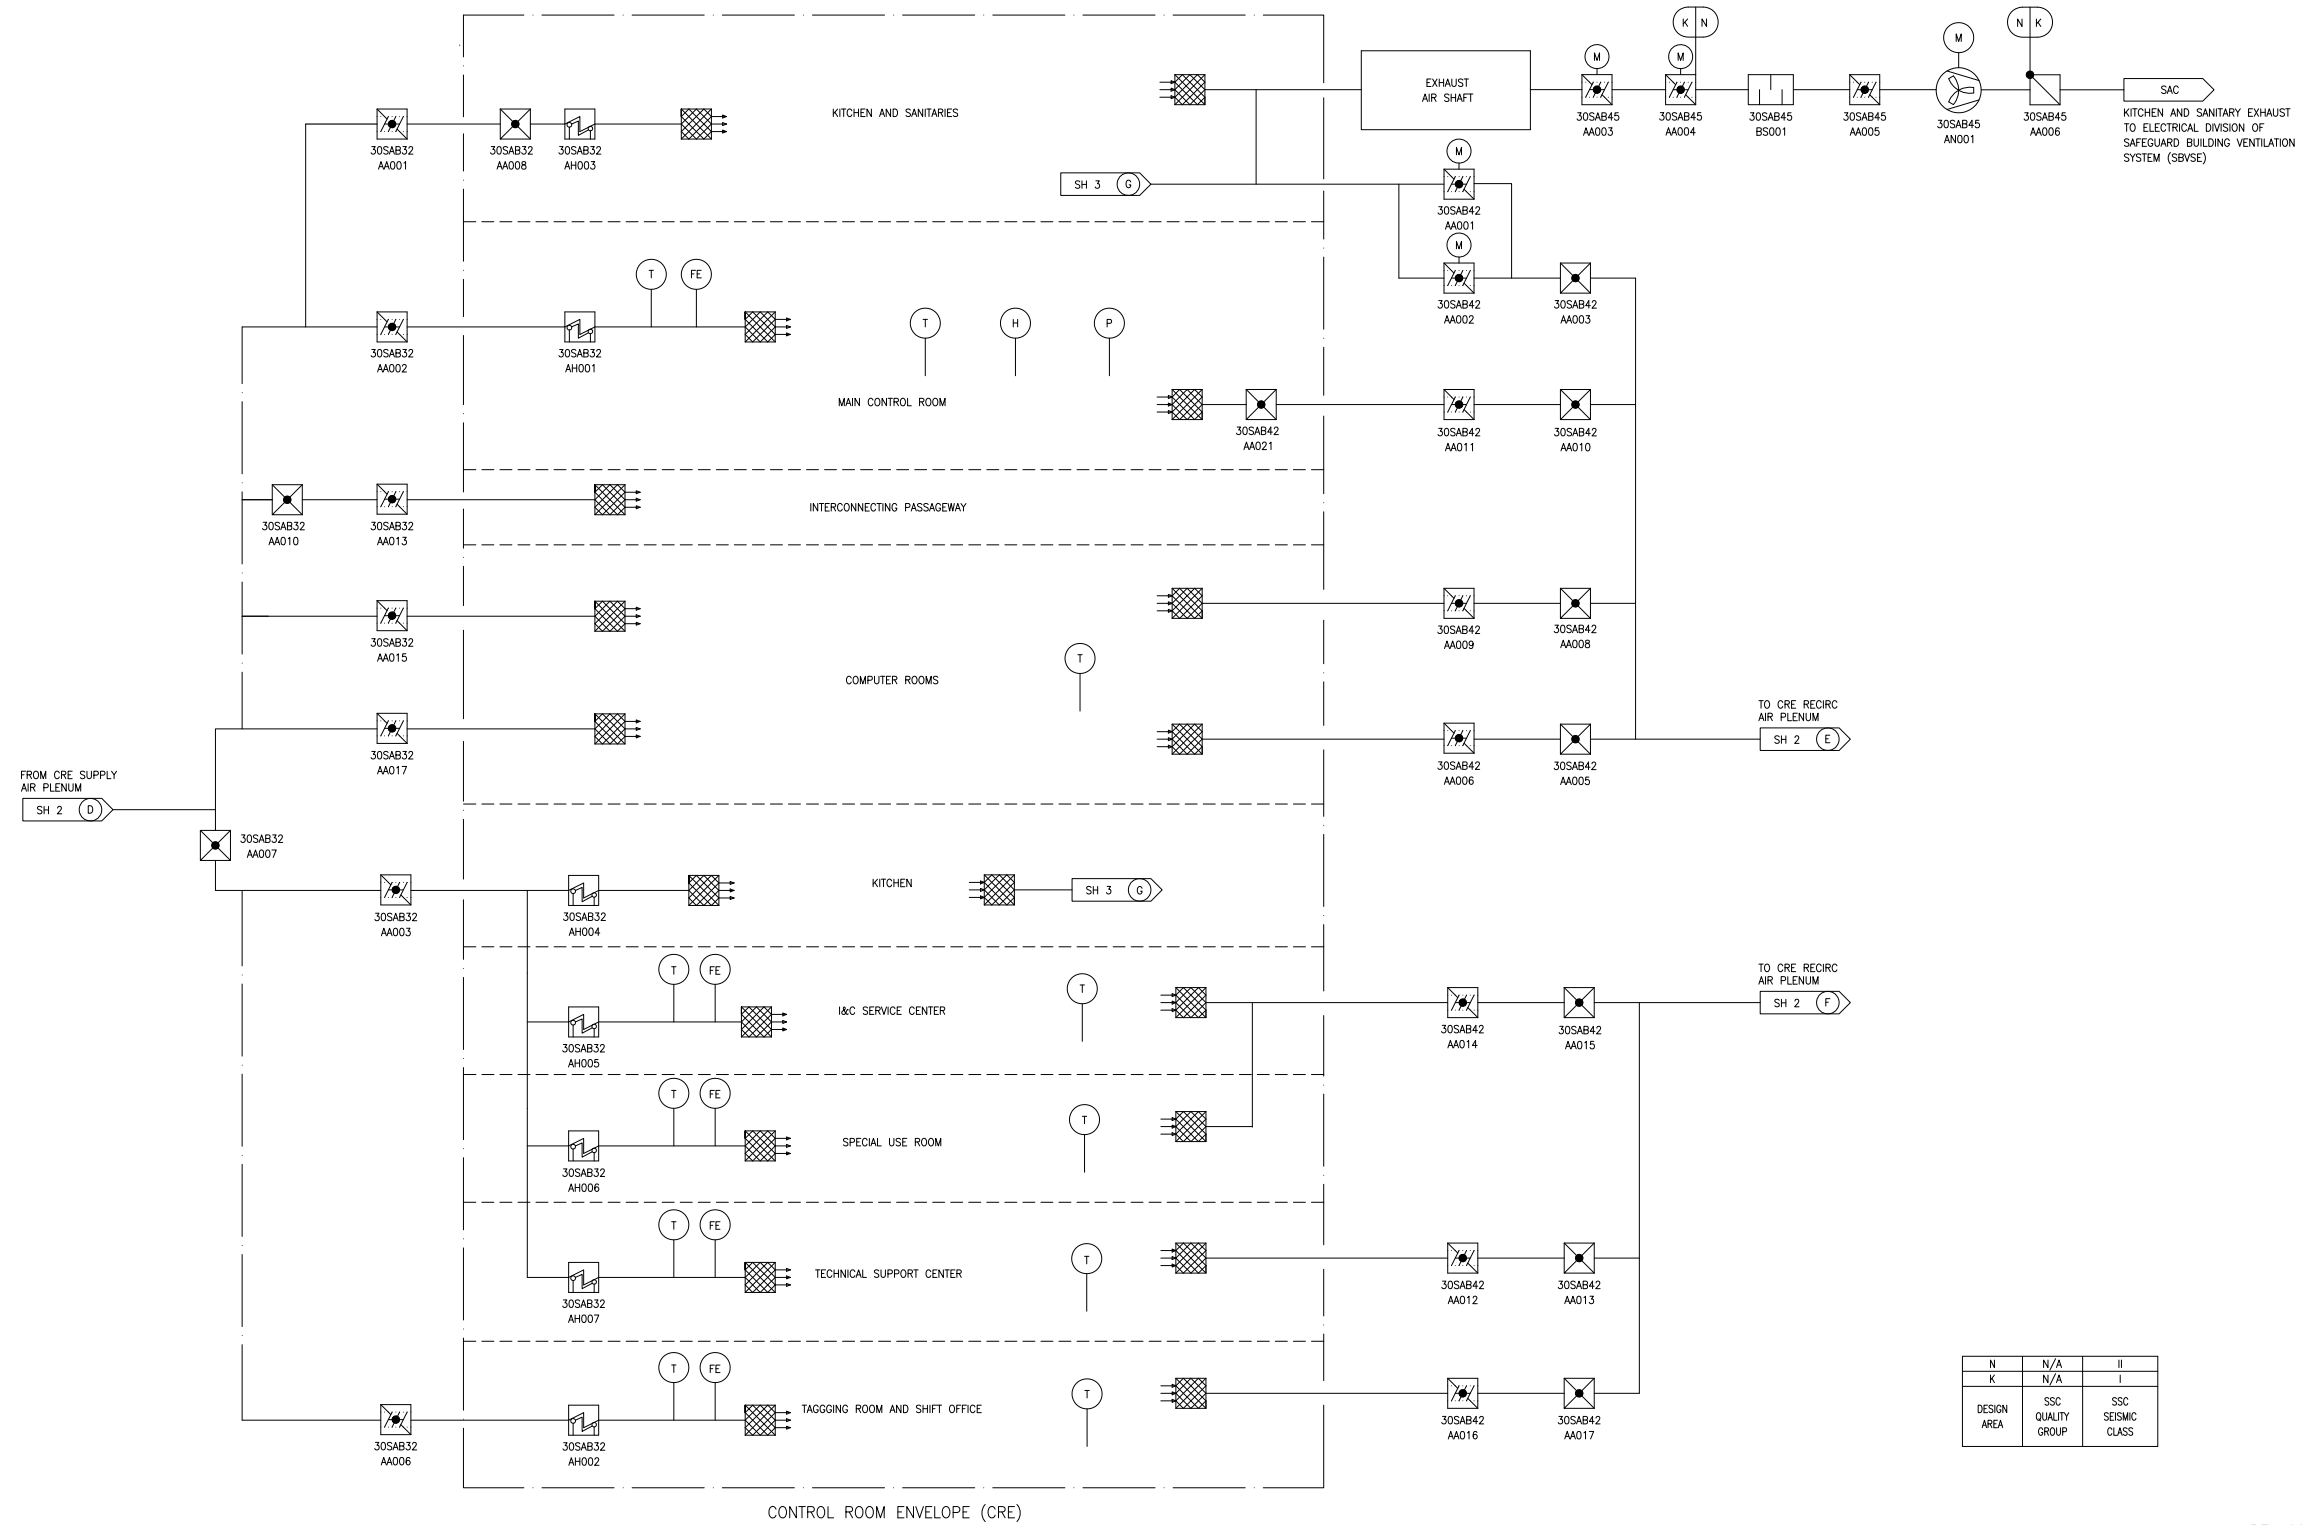 K N
N K
M
M
M
EXHAUST
AIR SHAFT
SAC
30SAB45
AA003
30SAB45
AA004
30SAB45
BS001
30SAB45
AA005
30SAB45
AN001
30SAB45
AA006
KITCHEN AND SANITARY EXHAUST
TO ELECTRICAL DIVISION OF
SAFEGUARD BUILDING VENTILATION
SYSTEM (SBVSE)
KITCHEN AND SANITARIES
30SAB32
AA001
30SAB32
AA008
30SAB32
AH003
M
SH 3 G
30SAB42
AA001
M
30SAB42
AA002
30SAB42
AA003
T
FE
T
H
P
30SAB32
AA002
30SAB32
AH001
MAIN CONTROL ROOM
30SAB42
AA021
30SAB42
AA011
30SAB42
AA010
30SAB32
AA010
30SAB32
AA013
INTERCONNECTING PASSAGEWAY
30SAB32
AA015
30SAB42
AA009
30SAB42
AA008
T
COMPUTER ROOMS
30SAB32
AA017
30SAB42
AA006
30SAB42
AA005
TO CRE RECIRC
AIR PLENUM
SH 2 E
FROM CRE SUPPLY
AIR PLENUM
SH 2 D
30SAB32
AA007
30SAB32
AA003
30SAB32
AH004
KITCHEN
SH 3 G
T
FE
T
30SAB32
AH005
I&C SERVICE CENTER
30SAB42
AA014
30SAB42
AA015
TO CRE RECIRC
AIR PLENUM
SH 2 F
T
FE
T
30SAB32
AH006
SPECIAL USE ROOM
T
FE
T
30SAB32
AH007
TECHNICAL SUPPORT CENTER
30SAB42
AA012
30SAB42
AA013
T
FE
T
30SAB32
AA006
30SAB32
AH002
TAGGGING ROOM AND SHIFT OFFICE
30SAB42
AA016
30SAB42
AA017
N N/A II
K N/A I
DESIGN
AREA
SSC
QUALITY
GROUP
SSC
SEISMIC
CLASS
CONTROL ROOM ENVELOPE (CRE)